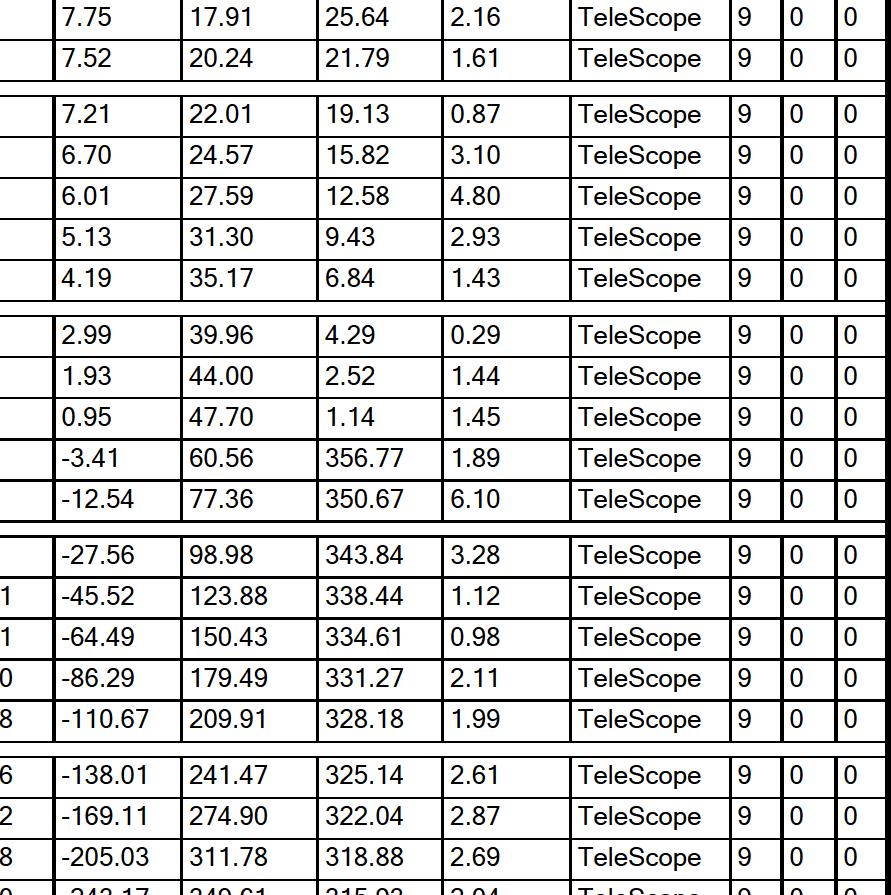 7.75 17.91 25.64 2.16 TeleScope 9 0 0
7.52 20.24 21.79 1.61 TeleScope 9 0 0
7.21 22.01 19.13 0.87 TeleScope 9 0 0
6.70 24.57 15.82 3.10 TeleScope 9 0 0
6.01 27.59 12.58 4.80 TeleScope 9 0 0
5.13 31.30 9.43 2.93 TeleScope 9 0 0
4.19 35.17 6.84 1.43 TeleScope 9 0 0
2.99 39.96 4.29 0.29 TeleScope 9 0 0
1.93 44.00 2.52 1.44 TeleScope 9 0 0
0.95 47.70 1.14 1.45 TeleScope 9 0 0
-3.41 60.56 356.77 1.89 TeleScope 9 0 0
-12.54 77.36 350.67 6.10 TeleScope 9 0 0
-27.56 98.98 343.84 3.28 TeleScope 9 0 0
1 -45.52 123.88 338.44 1.12 TeleScope 9 0 0
1 -64.49 150.43 334.61 0.98 TeleScope 9 0 0
0 -86.29 179.49 331.27 2.11 TeleScope 9 0 0
8 -110.67 209.91 328.18 1.99 TeleScope 9 0 0
6 -138.01 241.47 325.14 2.61 TeleScope 9 0 0
2 -169.11 274.90 322.04 2.87 TeleScope 9 0 0
8 -205.03 311.78 318.88 2.69 TeleScope 9 0 0